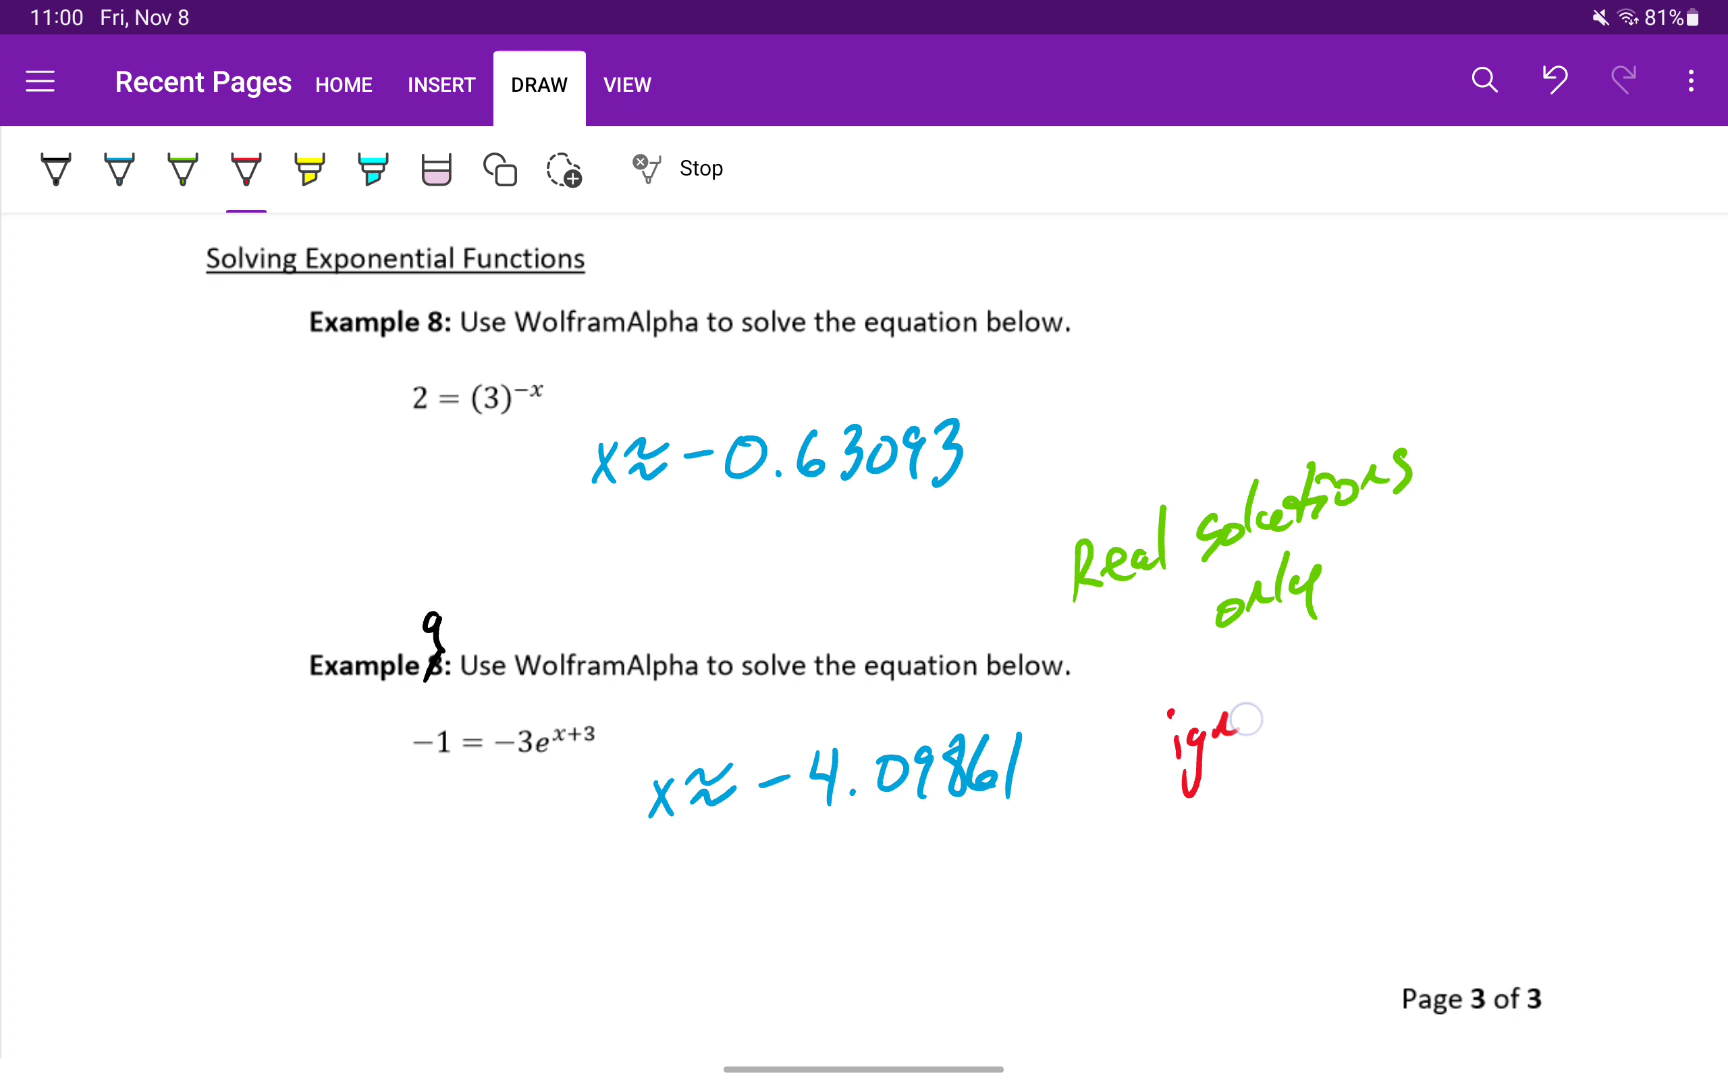 11:00 Fri, Nov 8 81%
Recent Pages HOME INSERT DRAW VIEW
Stop
Solving Exponential Functions
Example 8: Use WolframAlpha to solve the equation below.
2 = (3)⁻ˣ
x ≈ -0.63093
Real solutions
only
9
Example 8: Use WolframAlpha to solve the equation below.
−1 = −3eˣ⁺³
x ≈ -4.09861
ign
Page 3 of 3